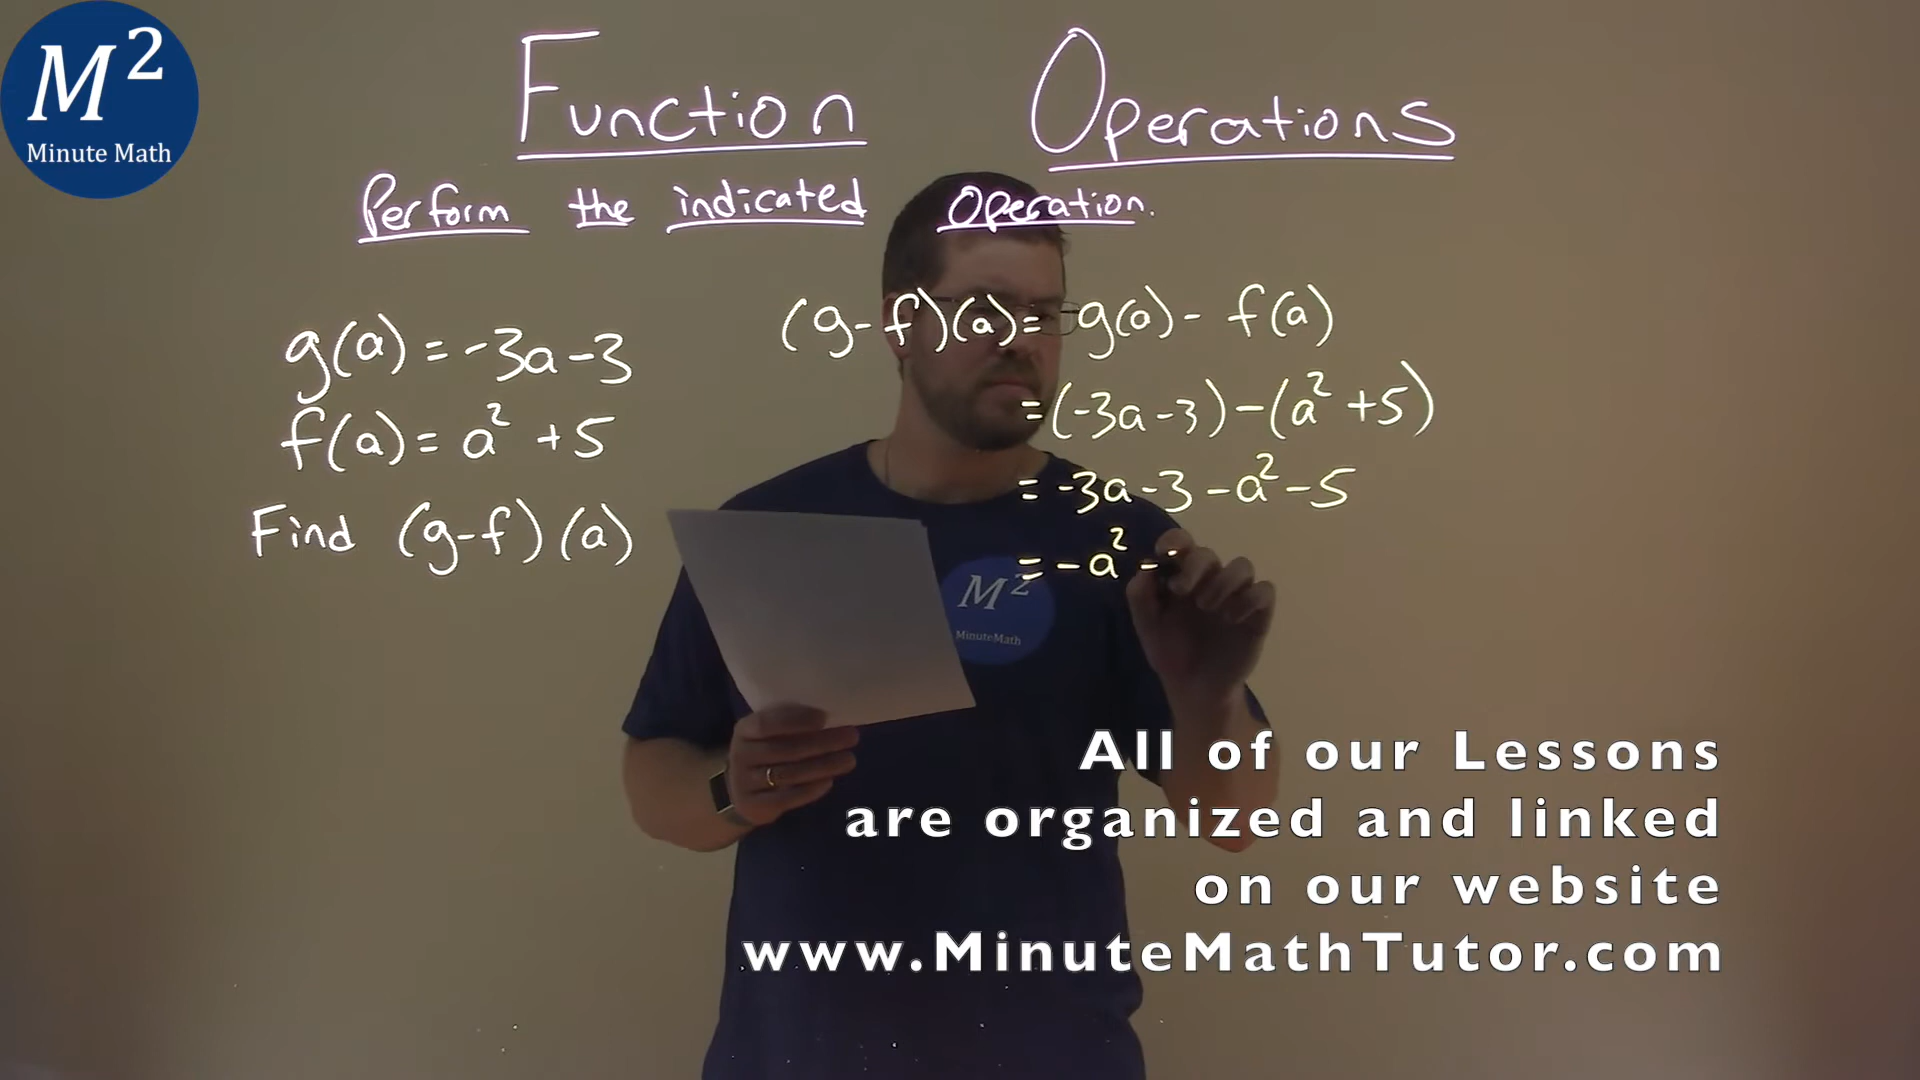 M²
Minute Math
Function Operations
Perform the indicated Operation.
g(a) = -3a - 3
f(a) = a² + 5
Find (g-f)(a)
(g-f)(a) = g(a) - f(a)
= (-3a - 3) - (a² + 5)
= -3a - 3 - a² - 5
= -a² -
M²
MinuteMath
All of our Lessons
are organized and linked
on our website
www.MinuteMathTutor.com